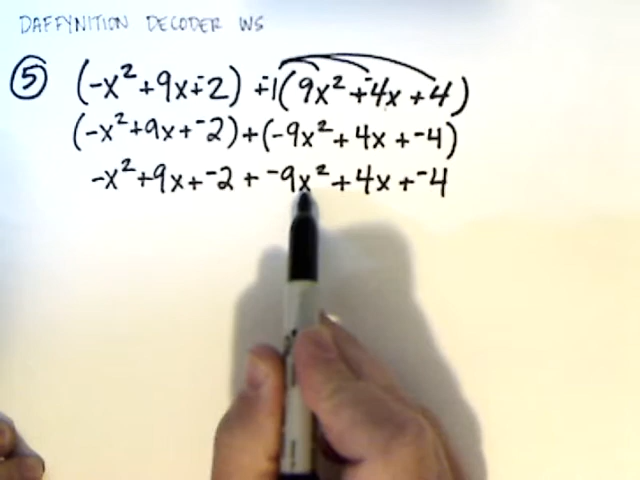 DAFFYNITION DECODER WS
⑤ (-x² + 9x + -2) + -1(9x² + -4x + 4)
(-x² + 9x + -2) + (-9x² + 4x + -4)
-x² + 9x + -2 + -9x² + 4x + -4